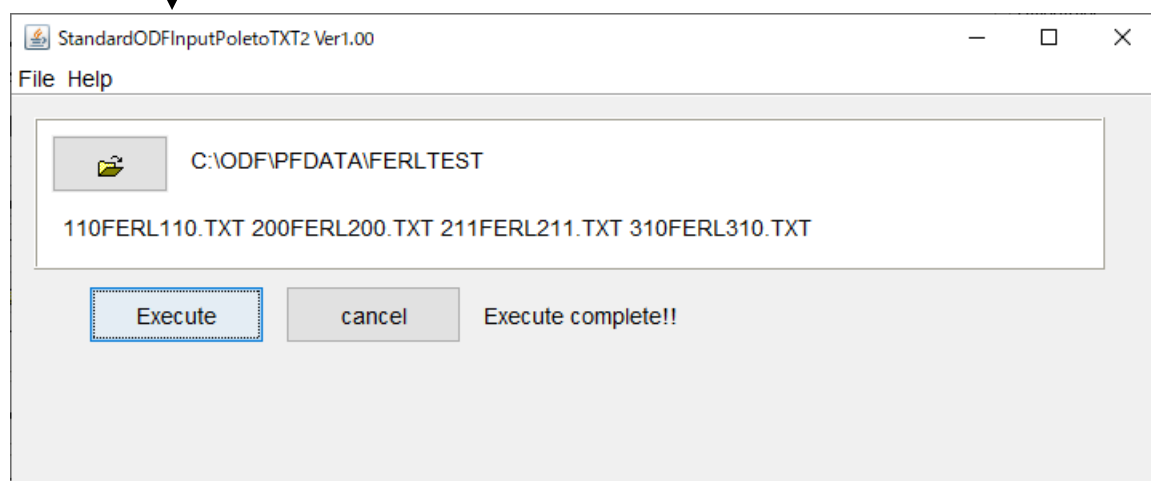 StandardODFInputPoletoTXT2 Ver1.00
File Help
C:\ODF\PFDATA\FERLTEST
110FERL110.TXT 200FERL200.TXT 211FERL211.TXT 310FERL310.TXT
Execute cancel Execute complete!!